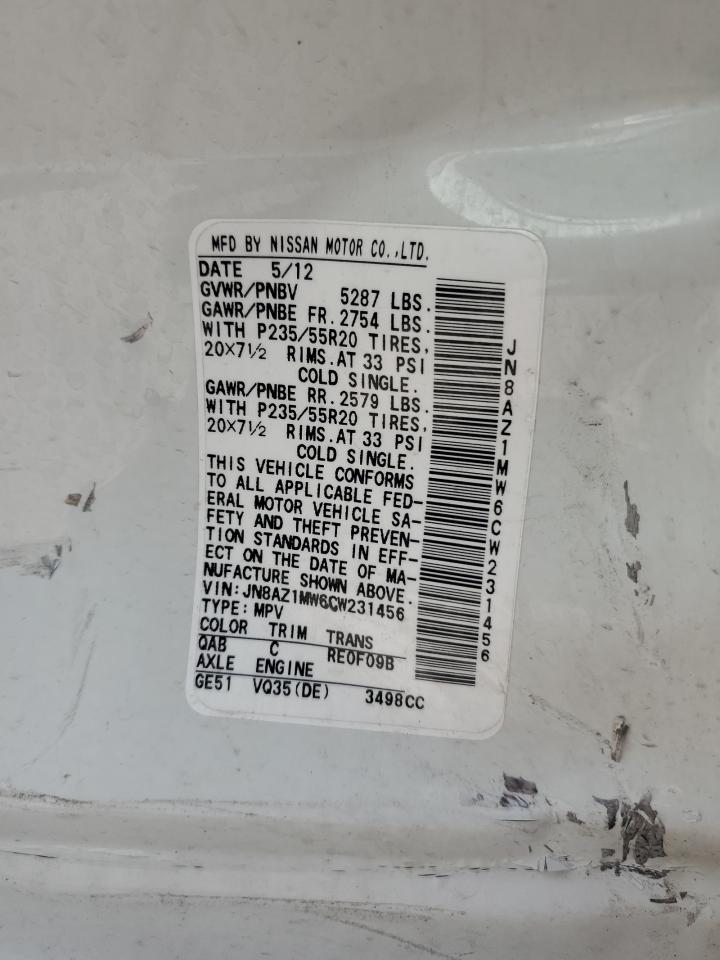 MFD BY NISSAN MOTOR CO.,LTD.
DATE 5/12
GVWR/PNBV 5287 LBS.
GAWR/PNBE FR. 2754 LBS.
WITH P235/55R20 TIRES,
20X7½ RIMS. AT 33 PSI
COLD SINGLE.
GAWR/PNBE RR. 2579 LBS.
WITH P235/55R20 TIRES,
20X7½ RIMS. AT 33 PSI
COLD SINGLE.
THIS VEHICLE CONFORMS
TO ALL APPLICABLE FED-
ERAL MOTOR VEHICLE SA-
FETY AND THEFT PREVEN-
TION STANDARDS IN EFF-
ECT ON THE DATE OF MA-
NUFACTURE SHOWN ABOVE.
VIN: JN8AZ1MW6CW231456
TYPE: MPV
COLOR TRIM TRANS
QAB C RE0F09B
AXLE ENGINE
GE51 VQ35(DE) 3498CC
JN8AZ1MW6CW231456